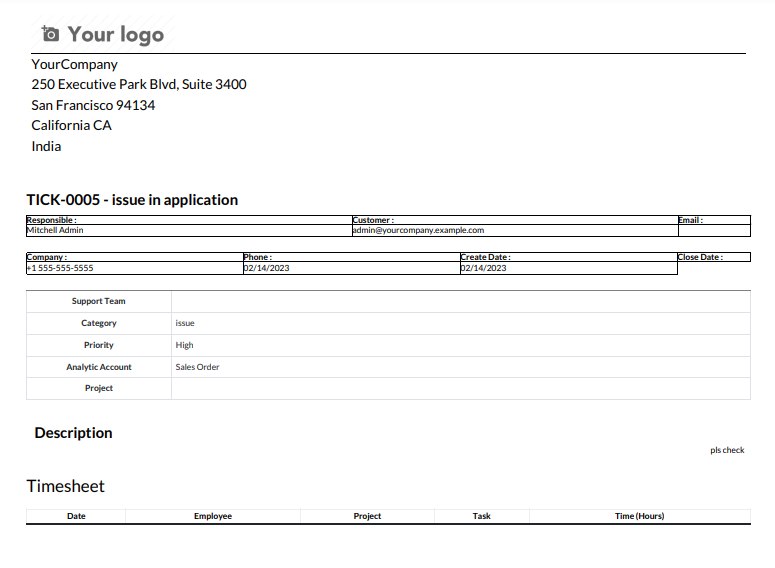 Your logo
YourCompany
250 Executive Park Blvd, Suite 3400
San Francisco 94134
California CA
India
TICK-0005 - issue in application
Responsible : Customer : Email :
Mitchell Admin admin@yourcompany.example.com
Company : Phone : Create Date : Close Date :
+1 555-555-5555 02/14/2023 02/14/2023
Support Team
Category issue
Priority High
Analytic Account Sales Order
Project
Description
pls check
Timesheet
Date Employee Project Task Time (Hours)